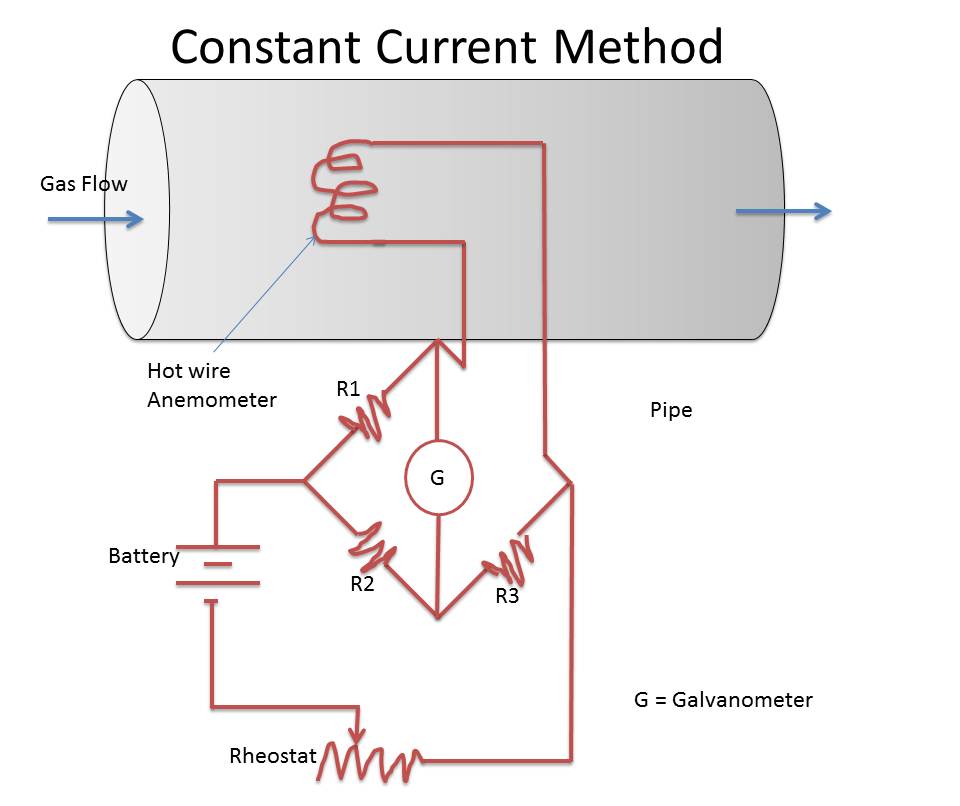 Constant Current Method
Gas Flow
Hot wire
Anemometer
R1
Pipe
G
Battery
R2
R3
G = Galvanometer
Rheostat